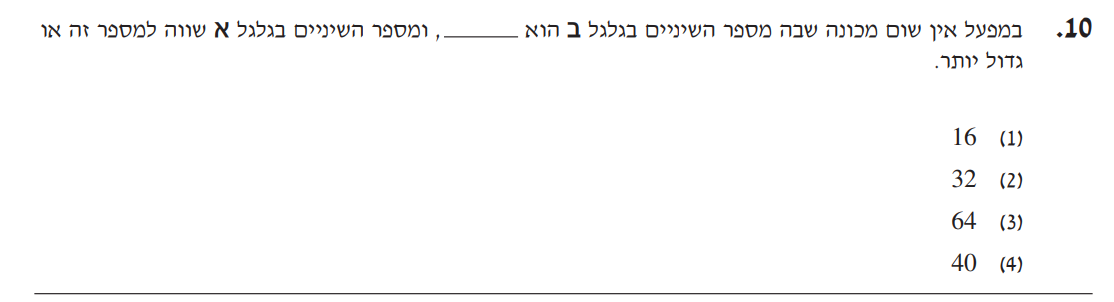 10. במפעל אין שום מכונה שבה מספר השיניים בגלגל ב הוא ______, ומספר השיניים בגלגל א שווה למספר זה או
גדול יותר.
(1) 16
(2) 32
(3) 64
(4) 40